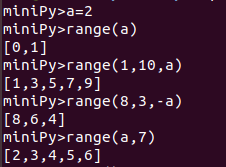 miniPy>a=2
miniPy>range(a)
[0,1]
miniPy>range(1,10,a)
[1,3,5,7,9]
miniPy>range(8,3,-a)
[8,6,4]
miniPy>range(a,7)
[2,3,4,5,6]